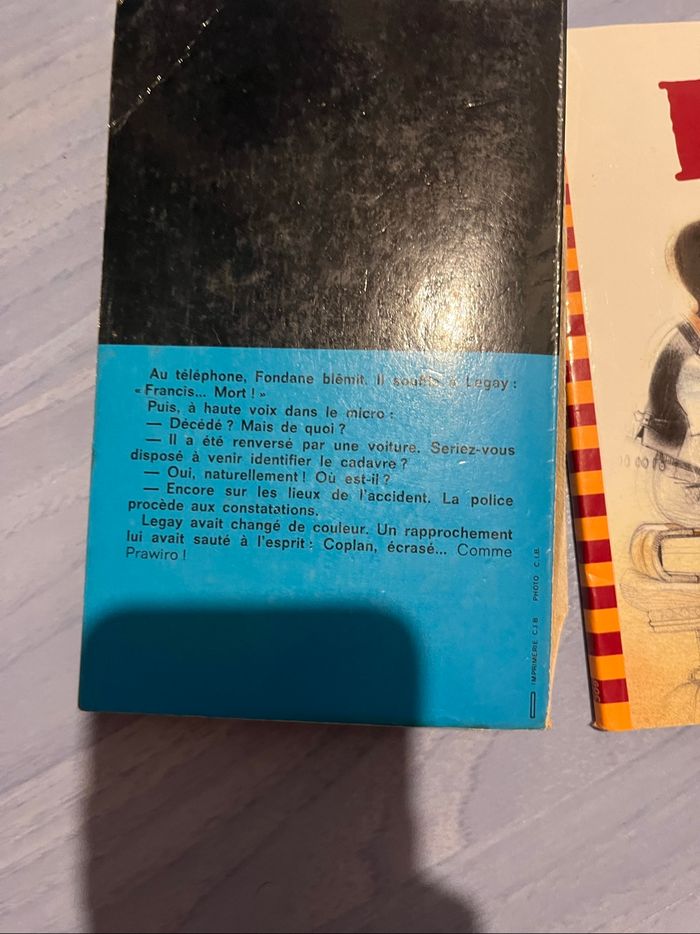 Au téléphone, Fondane blêmit. Il souffle à Legay :
« Francis... Mort ! »
Puis, à haute voix dans le micro :
— Décédé ? Mais de quoi ?
— Il a été renversé par une voiture. Seriez-vous
disposé à venir identifier le cadavre ?
— Oui, naturellement ! Où est-il ?
— Encore sur les lieux de l'accident. La police
procède aux constatations.
Legay avait changé de couleur. Un rapprochement
lui avait sauté à l'esprit : Coplan, écrasé... Comme
Prawiro !
IMPRIMERIE C.I.B PHOTO C.I.B.